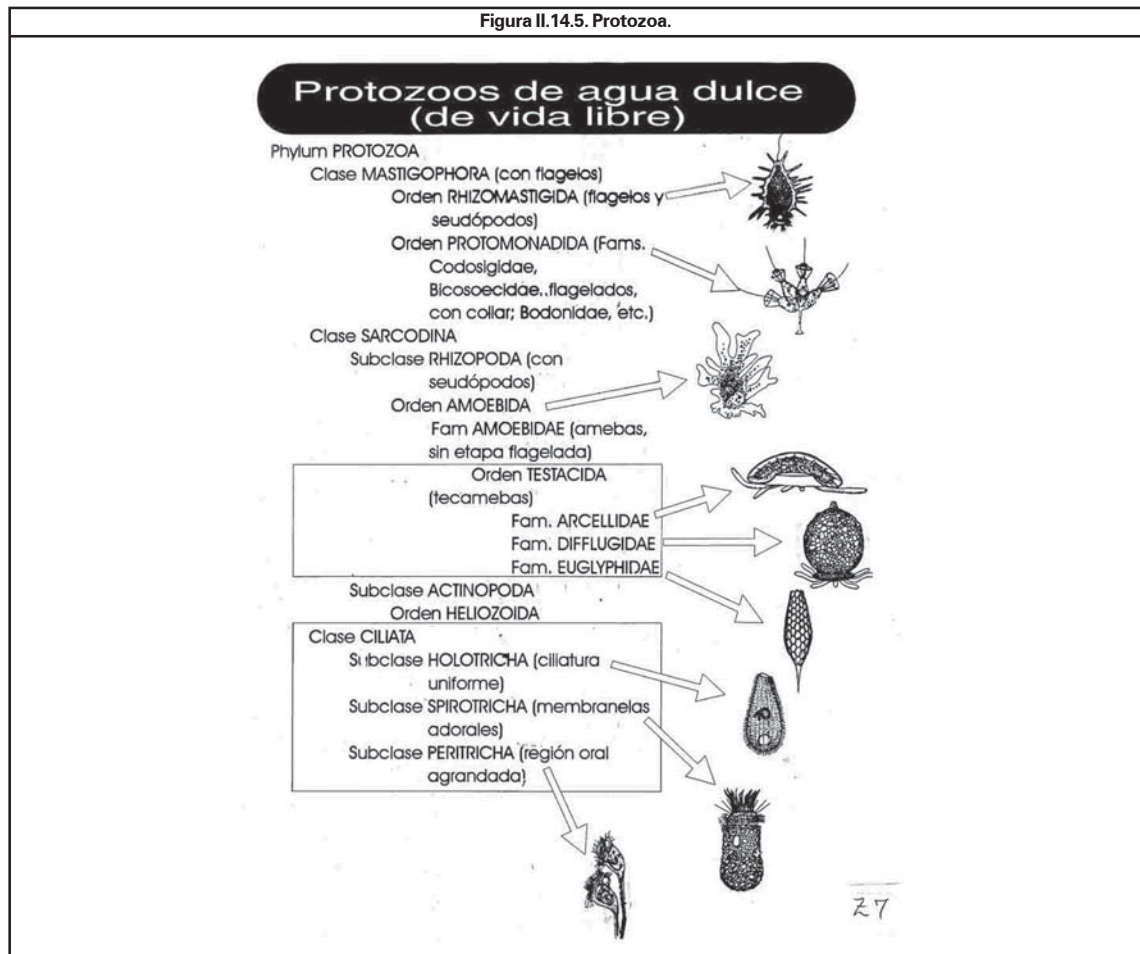 Figura II.14.5. Protozoa.
Protozoos de agua dulce
(de vida libre)
Phylum PROTOZOA
Clase MASTIGOPHORA (con flagelos)
Orden RHIZOMASTIGIDA (flagelos y
seudópodos)
Orden PROTOMONADIDA (Fams.
Codosigidae,
Bicosoecidae..flagelados,
con collar; Bodonidae, etc.)
Clase SARCODINA
Subclase RHIZOPODA (con
seudópodos)
Orden AMOEBIDA
Fam AMOEBIDAE (amebas,
sin etapa flagelada)
Orden TESTACIDA
(tecamebas)
Fam. ARCELLIDAE
Fam. DIFFLUGIDAE
Fam. EUGLYPHIDAE
Subclase ACTINOPODA
Orden HELIOZOIDA
Clase CILIATA
Subclase HOLOTRICHA (ciliatura
uniforme)
Subclase SPIROTRICHA (membranelas
adorales)
Subclase PERITRICHA (región oral
agrandada)
Z7